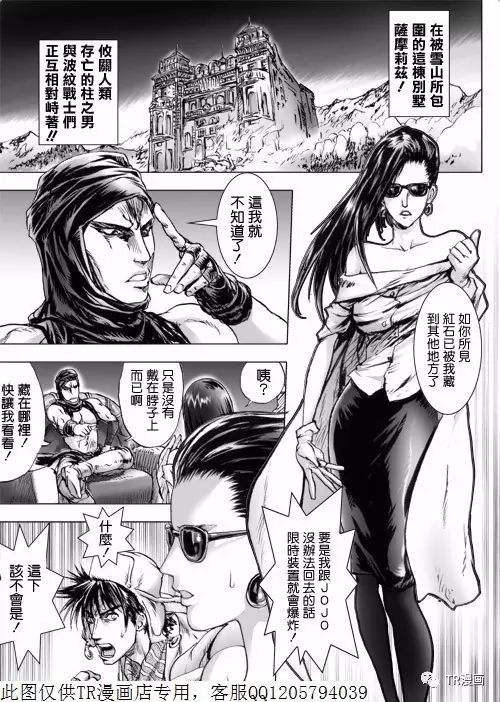 在被雪山所包
圍的這棟別墅
薩摩莉茲！
攸關人類
存亡的柱之男
與波紋戰士們
正互相對峙著!!
這我就
不知道了！
如你所見
紅石已被我藏
到其他地方了
咦？
只是沒有
戴在脖子上
而已啊
藏在哪裡！
快讓我看看！
要是我跟JOJO
沒辦法回去的話
限時裝置就會爆炸！
什麼！
這下
該不會是！
TR漫画
此图仅供TR漫画店专用，客服QQ1205794039